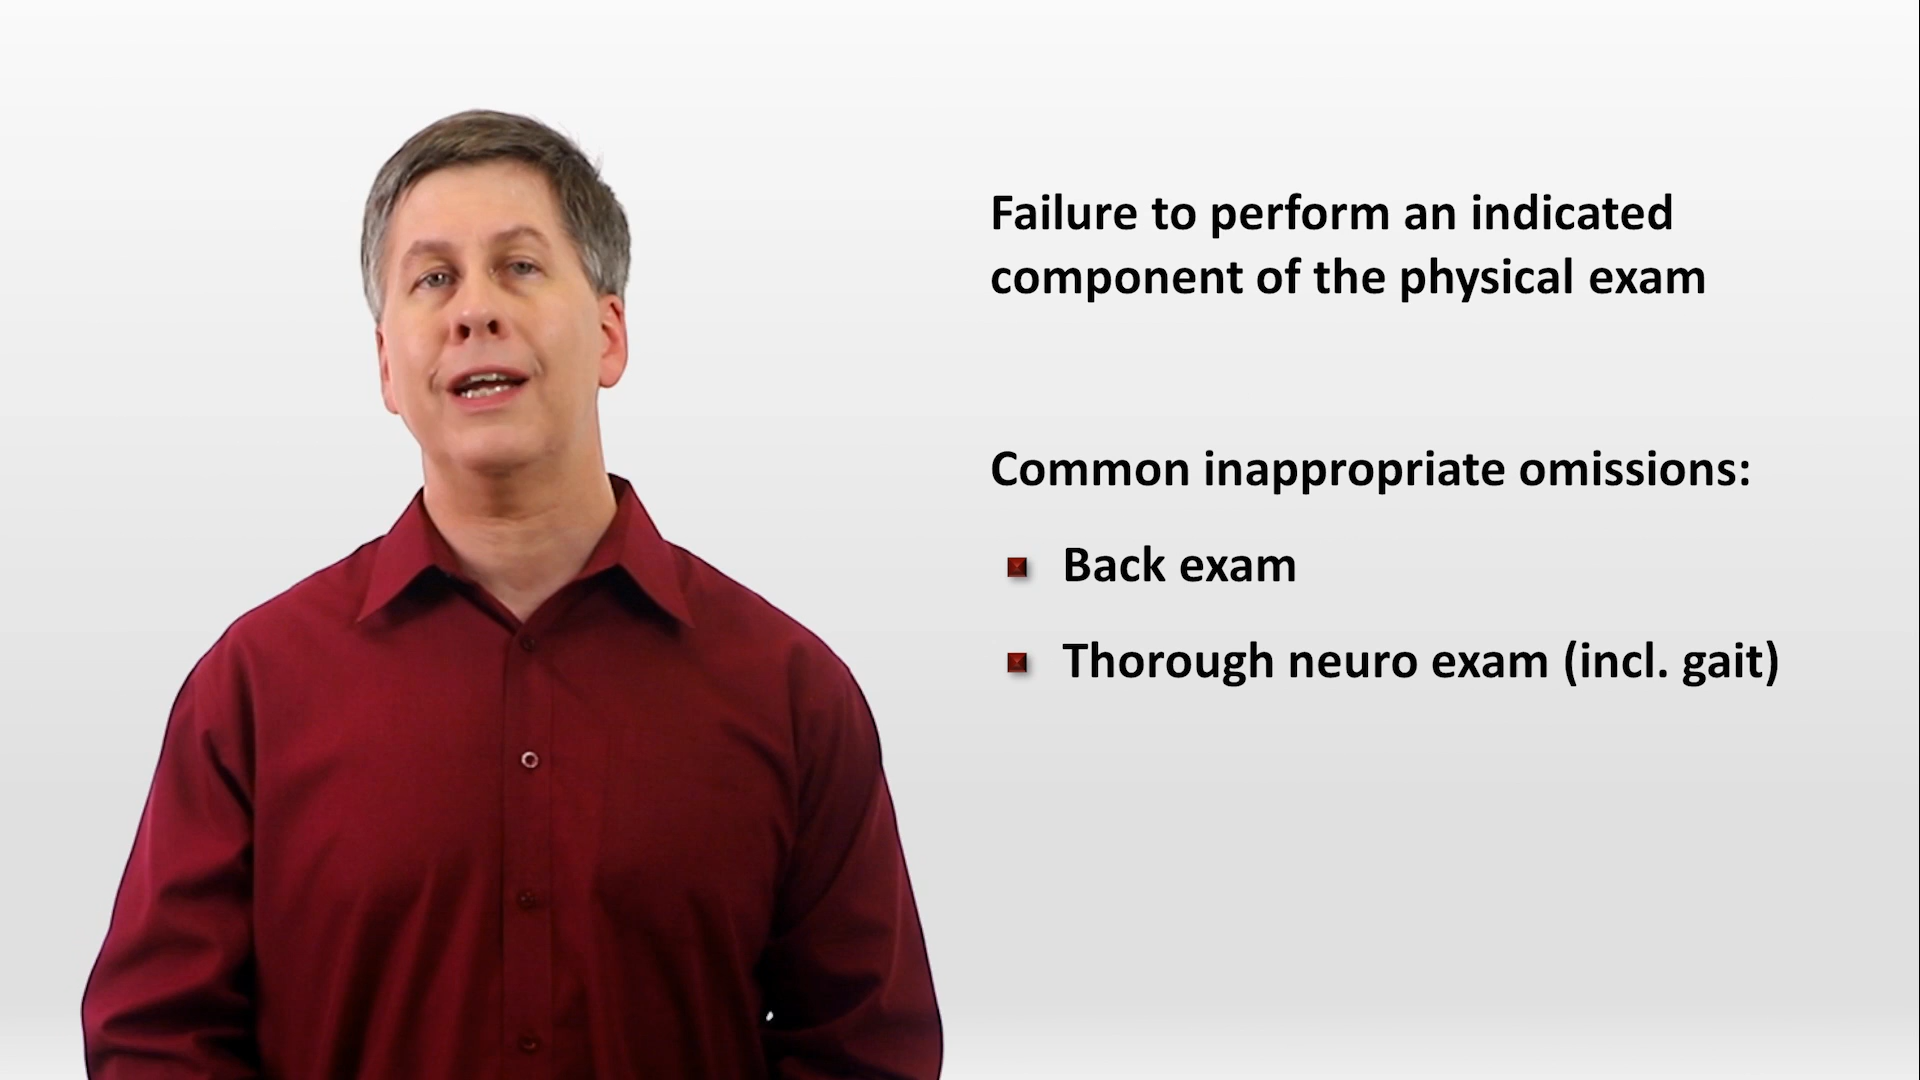 Failure to perform an indicated
component of the physical exam
Common inappropriate omissions:
Back exam
Thorough neuro exam (incl. gait)